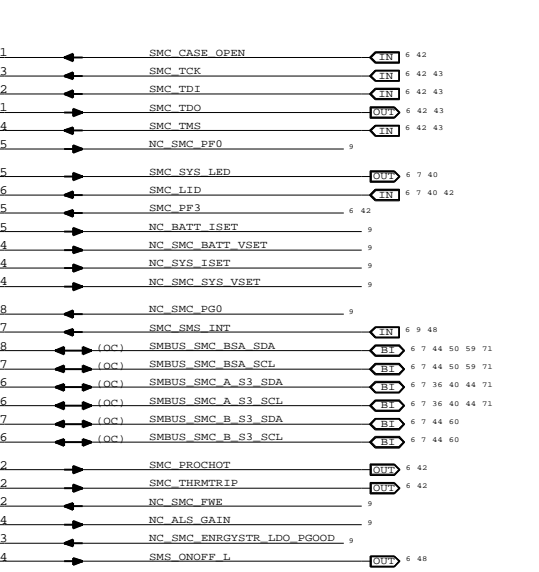 1 SMC_CASE_OPEN IN 6 42
3 SMC_TCK IN 6 42 43
2 SMC_TDI IN 6 42 43
1 SMC_TDO OUT 6 42 43
4 SMC_TMS IN 6 42 43
5 NC_SMC_PF0 9
5 SMC_SYS_LED OUT 6 7 40
6 SMC_LID IN 6 7 40 42
5 SMC_PF3 6 42
5 NC_BATT_ISET 9
4 NC_SMC_BATT_VSET 9
4 NC_SYS_ISET 9
4 NC_SMC_SYS_VSET 9
8 NC_SMC_PG0 9
7 SMC_SMS_INT IN 6 9 48
8 (OC) SMBUS_SMC_BSA_SDA BI 6 7 44 50 59 71
7 (OC) SMBUS_SMC_BSA_SCL BI 6 7 44 50 59 71
6 (OC) SMBUS_SMC_A_S3_SDA BI 6 7 36 40 44 71
6 (OC) SMBUS_SMC_A_S3_SCL BI 6 7 36 40 44 71
7 (OC) SMBUS_SMC_B_S3_SDA BI 6 7 44 60
6 (OC) SMBUS_SMC_B_S3_SCL BI 6 7 44 60
2 SMC_PROCHOT OUT 6 42
2 SMC_THRMTRIP OUT 6 42
2 NC_SMC_FWE 9
4 NC_ALS_GAIN 9
3 NC_SMC_ENRGYSTR_LDO_PGOOD 9
4 SMS_ONOFF_L OUT 6 48